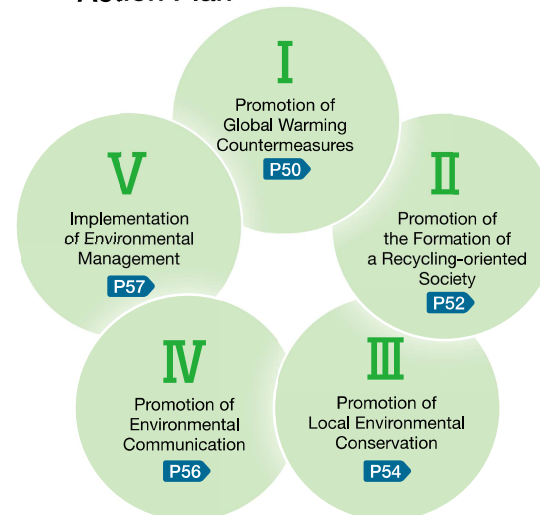 Action Plan
I
Promotion of
Global Warming
Countermeasures
P50
II
Promotion of
the Formation of
a Recycling-oriented
Society
P52
III
Promotion of
Local Environmental
Conservation
P54
IV
Promotion of
Environmental
Communication
P56
V
Implementation
of Environmental
Management
P57